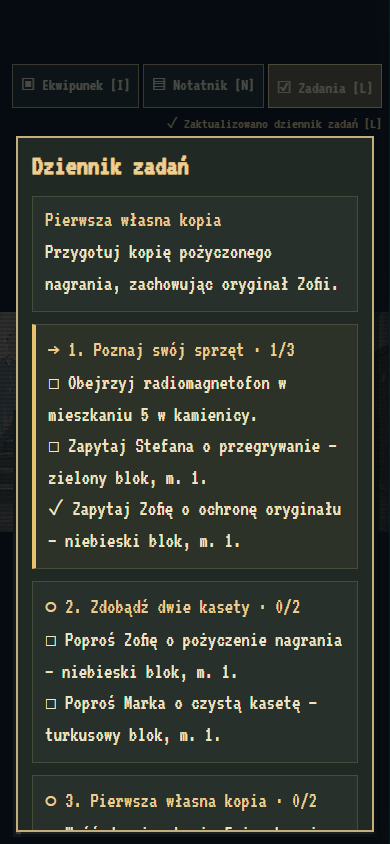 Ekwipunek [I]
Notatnik [N]
Zadania [L]
✓ Zaktualizowano dziennik zadań [L]
Dziennik zadań
Pierwsza własna kopia
Przygotuj kopię pożyczonego
nagrania, zachowując oryginał Zofii.
→ 1. Poznaj swój sprzęt · 1/3
□ Obejrzyj radiomagnetofon w
mieszkaniu 5 w kamienicy.
□ Zapytaj Stefana o przegrywanie –
zielony blok, m. 1.
✓ Zapytaj Zofię o ochronę oryginału
– niebieski blok, m. 1.
○ 2. Zdobądź dwie kasety · 0/2
□ Poproś Zofię o pożyczenie nagrania
– niebieski blok, m. 1.
□ Poproś Marka o czystą kasetę –
turkusowy blok, m. 1.
○ 3. Pierwsza własna kopia · 0/2